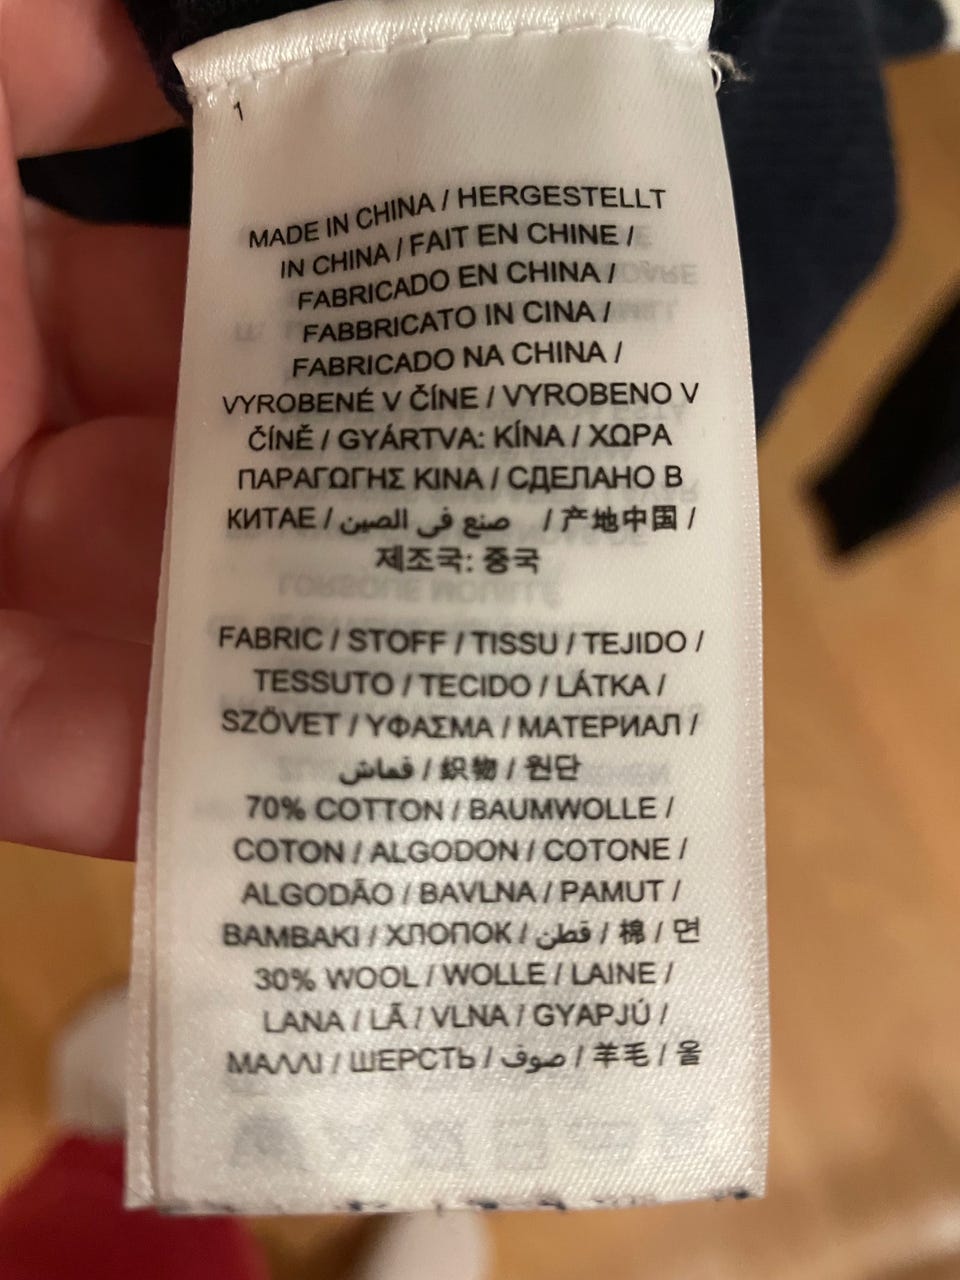 1
MADE IN CHINA / HERGESTELLT
IN CHINA / FAIT EN CHINE /
FABRICADO EN CHINA /
FABBRICATO IN CINA /
FABRICADO NA CHINA /
VYROBENÉ V ČÍNE / VYROBENO V
ČÍNĚ / GYÁRTVA: KÍNA / ΧΩΡΑ
ΠΑΡΑΓΩΓΗΣ ΚΙΝΑ / СДЕЛАНО В
КИТАЕ / صنع في الصين / 产地中国 /
제조국: 중국
FABRIC / STOFF / TISSU / TEJIDO /
TESSUTO / TECIDO / LÁTKA /
SZÖVET / ΥΦΑΣΜΑ / МАТЕРИАЛ /
قماش / 织物 / 원단
70% COTTON / BAUMWOLLE /
COTON / ALGODON / COTONE /
ALGODÃO / BAVLNA / PAMUT /
ΒΑΜΒΑΚΙ / ХЛОПОК / قطن / 棉 / 면
30% WOOL / WOLLE / LAINE /
LANA / LÃ / VLNA / GYAPJÚ /
ΜΑΛΛΙ / ШЕРСТЬ / صوف / 羊毛 / 울